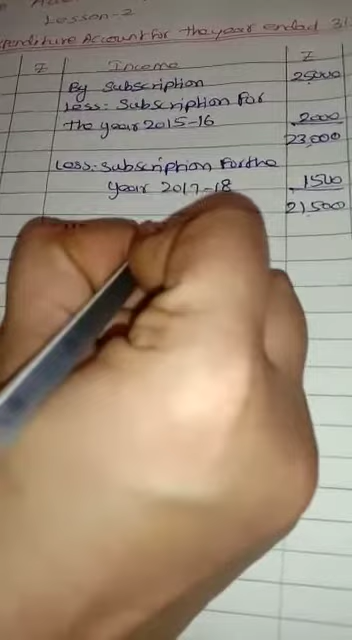 Lesson-2
Expenditure Account for the year ended 31
₹ Income ₹
By Subscription 25000
Less: Subscription For
the year 2015-16 2000
23,000
Less: Subscription For the
year 2017-18 1500
21,500